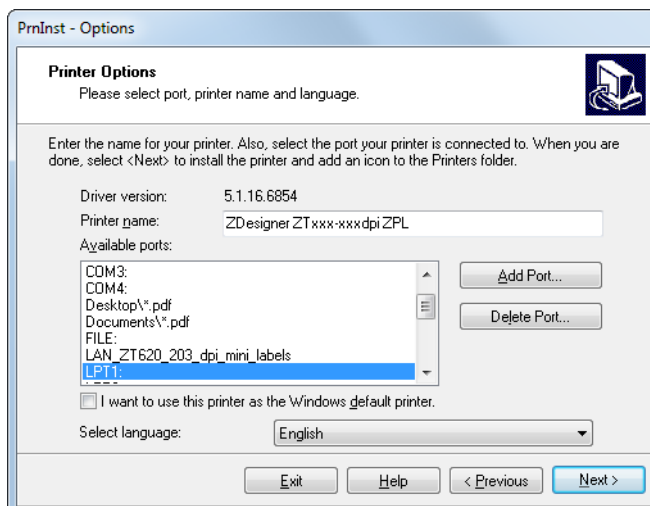 PrnInst - Options
Printer Options
Please select port, printer name and language.
Enter the name for your printer. Also, select the port your printer is connected to. When you are
done, select <Next> to install the printer and add an icon to the Printers folder.
Driver version: 5.1.16.6854
Printer name: ZDesigner ZTxxx-xxxdpi ZPL
Available ports:
COM3:
COM4:
Desktop\*.pdf
Documents\*.pdf
FILE:
LAN_ZT620_203_dpi_mini_labels
LPT1:
Add Port...
Delete Port...
I want to use this printer as the Windows default printer.
Select language: English
Exit Help < Previous Next >